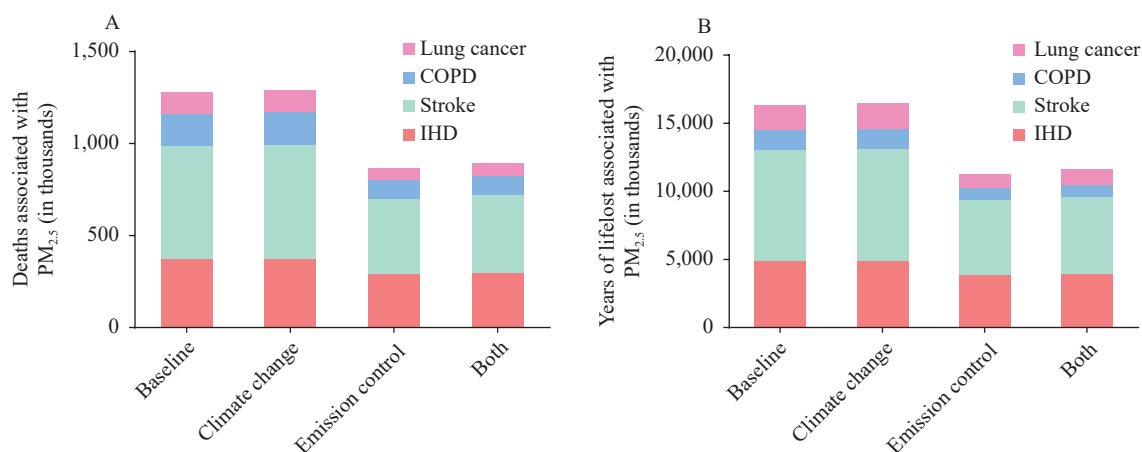 A
Deaths associated with
PM2.5 (in thousands)
1,500
1,000
500
0
Lung cancer
COPD
Stroke
IHD
Baseline
Climate change
Emission control
Both
B
Years of lifelost associated with
PM2.5 (in thousands)
20,000
15,000
10,000
5,000
0
Lung cancer
COPD
Stroke
IHD
Baseline
Climate change
Emission control
Both